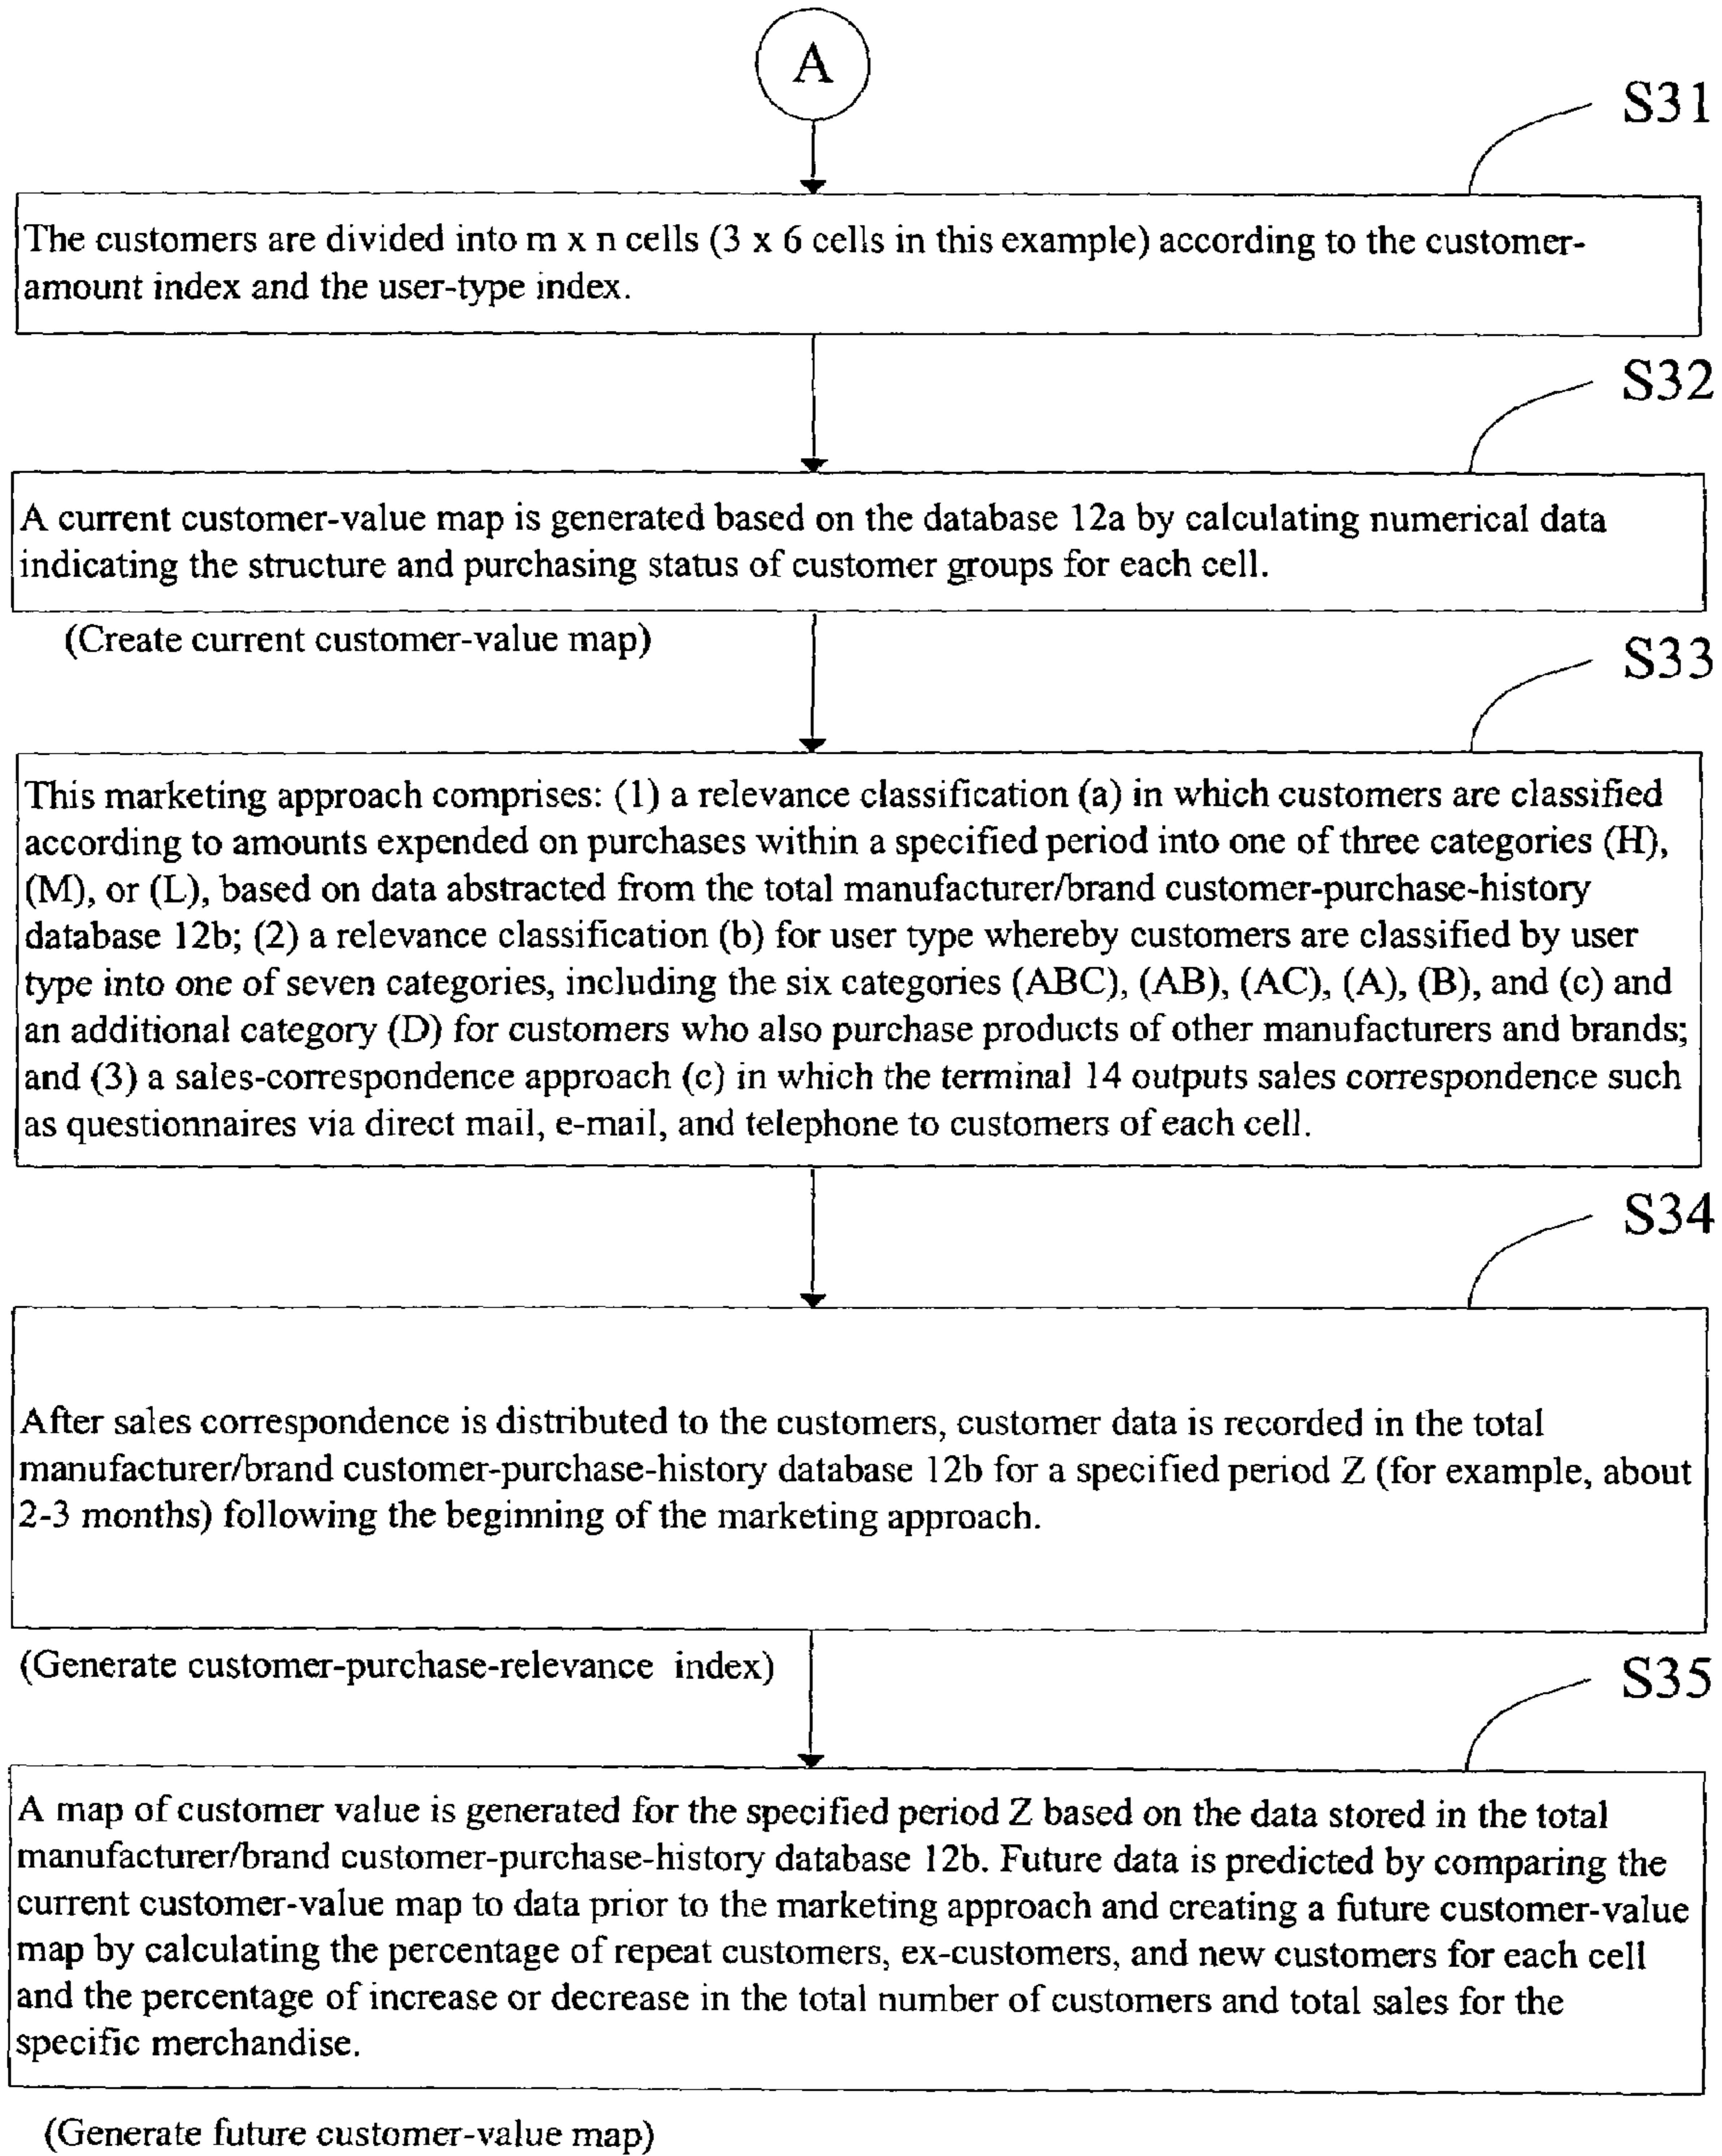 A
S31
The customers are divided into m x n cells (3 x 6 cells in this example) according to the customer-
amount index and the user-type index.
S32
A current customer-value map is generated based on the database 12a by calculating numerical data
indicating the structure and purchasing status of customer groups for each cell.
(Create current customer-value map)
S33
This marketing approach comprises: (1) a relevance classification (a) in which customers are classified
according to amounts expended on purchases within a specified period into one of three categories (H),
(M), or (L), based on data abstracted from the total manufacturer/brand customer-purchase-history
database 12b; (2) a relevance classification (b) for user type whereby customers are classified by user
type into one of seven categories, including the six categories (ABC), (AB), (AC), (A), (B), and (c) and
an additional category (D) for customers who also purchase products of other manufacturers and brands;
and (3) a sales-correspondence approach (c) in which the terminal 14 outputs sales correspondence such
as questionnaires via direct mail, e-mail, and telephone to customers of each cell.
S34
After sales correspondence is distributed to the customers, customer data is recorded in the total
manufacturer/brand customer-purchase-history database 12b for a specified period Z (for example, about
2-3 months) following the beginning of the marketing approach.
(Generate customer-purchase-relevance index)
S35
A map of customer value is generated for the specified period Z based on the data stored in the total
manufacturer/brand customer-purchase-history database 12b. Future data is predicted by comparing the
current customer-value map to data prior to the marketing approach and creating a future customer-value
map by calculating the percentage of repeat customers, ex-customers, and new customers for each cell
and the percentage of increase or decrease in the total number of customers and total sales for the
specific merchandise.
(Generate future customer-value map)